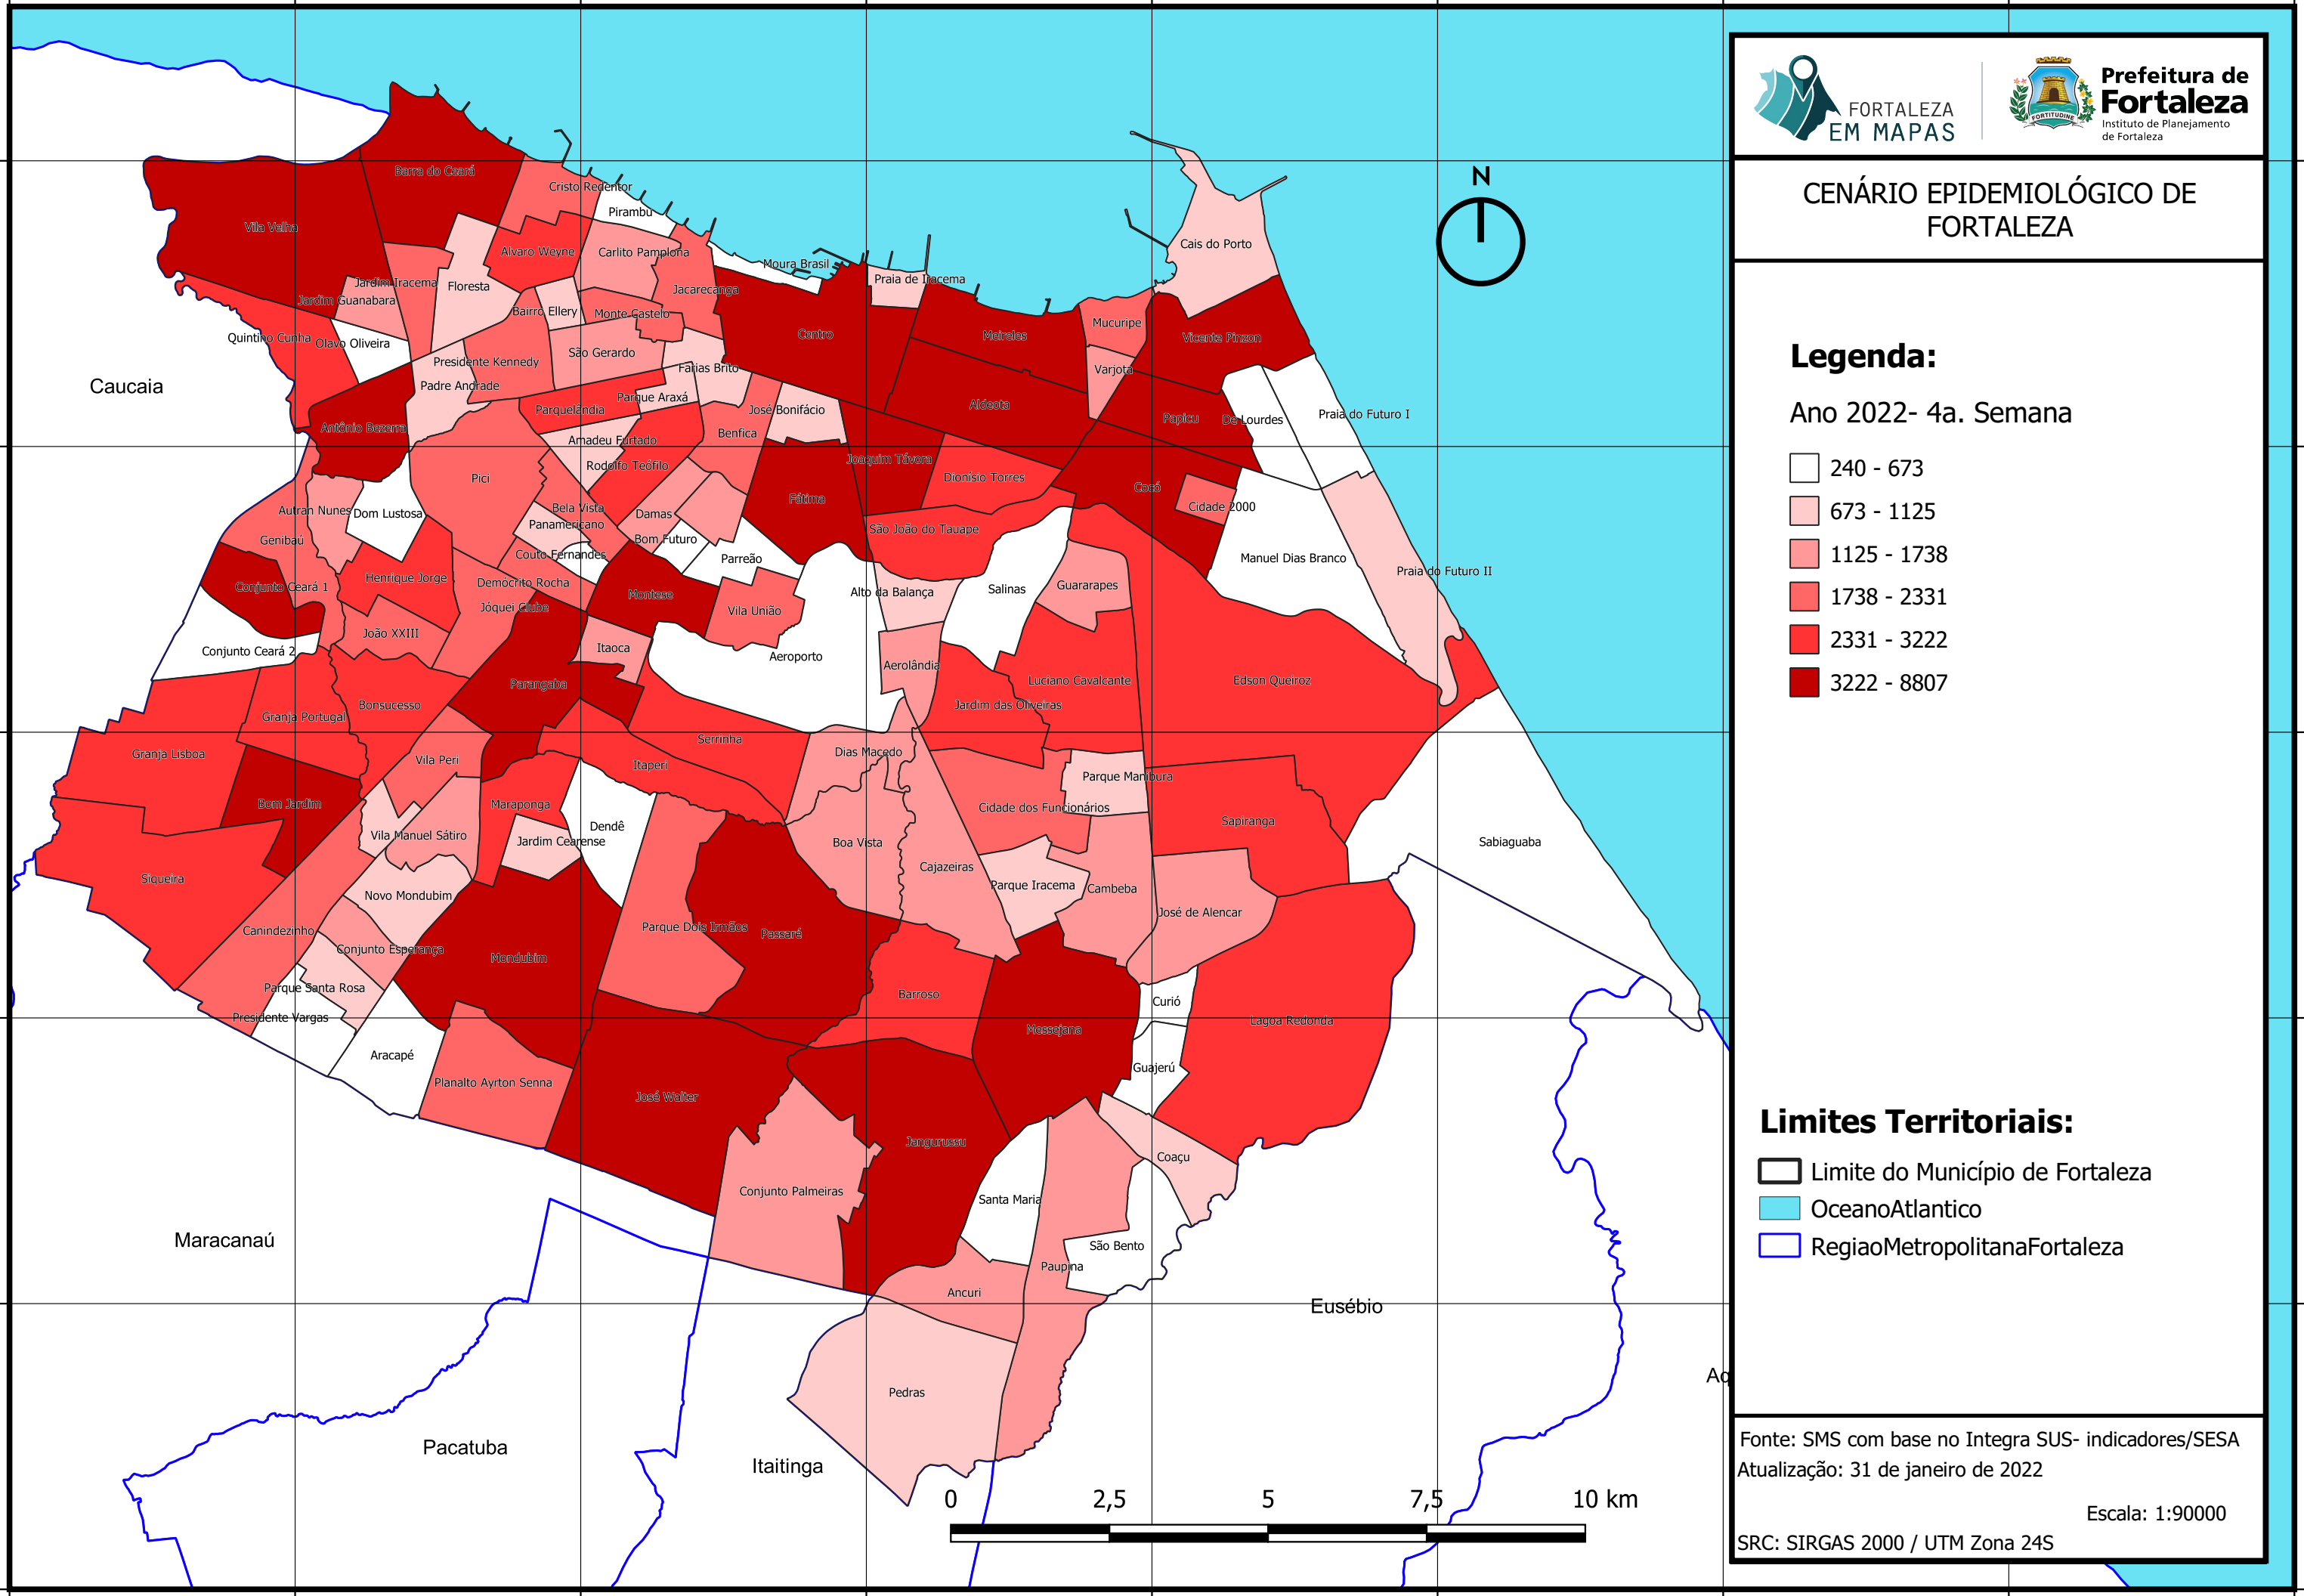 FORTALEZA
EM MAPAS
FORTITUDINE
Prefeitura de
Fortaleza
Instituto de Planejamento
de Fortaleza
CENÁRIO EPIDEMIOLÓGICO DE
FORTALEZA
N
Legenda:
Ano 2022- 4a. Semana
240 - 673
673 - 1125
1125 - 1738
1738 - 2331
2331 - 3222
3222 - 8807
Limites Territoriais:
Limite do Município de Fortaleza
OceanoAtlantico
RegiaoMetropolitanaFortaleza
Fonte: SMS com base no Integra SUS- indicadores/SESA
Atualização: 31 de janeiro de 2022
Escala: 1:90000
SRC: SIRGAS 2000 / UTM Zona 24S
Barra do Ceará
Cristo Redentor
Pirambu
Vila Velha
Alvaro Weyne
Carlito Pamplona
Moura Brasil
Cais do Porto
Jardim Iracema
Floresta
Jacarecanga
Praia de Iracema
Jardim Guanabara
Bairro Ellery
Monte Castelo
Quintino Cunha
Olavo Oliveira
São Gerardo
Centro
Meireles
Mucuripe
Vicente Pinzon
Presidente Kennedy
Farias Brito
Varjota
Caucaia
Padre Andrade
Parque Araxá
Parquelândia
José Bonifácio
Aldeota
Papicu
De Lourdes
Praia do Futuro I
Antônio Bezerra
Amadeu Furtado
Benfica
Rodolfo Teófilo
Joaquim Távora
Dionísio Torres
Pici
Cocó
Fátima
Cidade 2000
Autran Nunes
Dom Lustosa
Bela Vista
Damas
Panamericano
São João do Tauape
Genibaú
Bom Futuro
Couto Fernandes
Parreão
Manuel Dias Branco
Praia do Futuro II
Conjunto Ceará 1
Henrique Jorge
Demócrito Rocha
Montese
Alto da Balança
Salinas
Guararapes
Jóquei Clube
Vila União
João XXIII
Conjunto Ceará 2
Itaoca
Aeroporto
Aerolândia
Parangaba
Luciano Cavalcante
Edson Queiroz
Granja Portugal
Bonsucesso
Jardim das Oliveiras
Granja Lisboa
Serrinha
Dias Macedo
Vila Peri
Itaperi
Parque Manibura
Bom Jardim
Maraponga
Cidade dos Funcionários
Vila Manuel Sátiro
Dendê
Jardim Cearense
Boa Vista
Sapiranga
Sabiaguaba
Siqueira
Cajazeiras
Novo Mondubim
Parque Iracema
Cambeba
José de Alencar
Canindezinho
Parque Dois Irmãos
Passaré
Conjunto Esperança
Mondubim
Parque Santa Rosa
Barroso
Curió
Presidente Vargas
Messejana
Lagoa Redonda
Aracapé
Guajerú
Planalto Ayrton Senna
José Walter
Jangurussu
Coaçu
Conjunto Palmeiras
Santa Maria
Maracanaú
São Bento
Paupina
Ancuri
Eusébio
Pedras
Aq
Pacatuba
Itaitinga
0 2,5 5 7,5 10 km